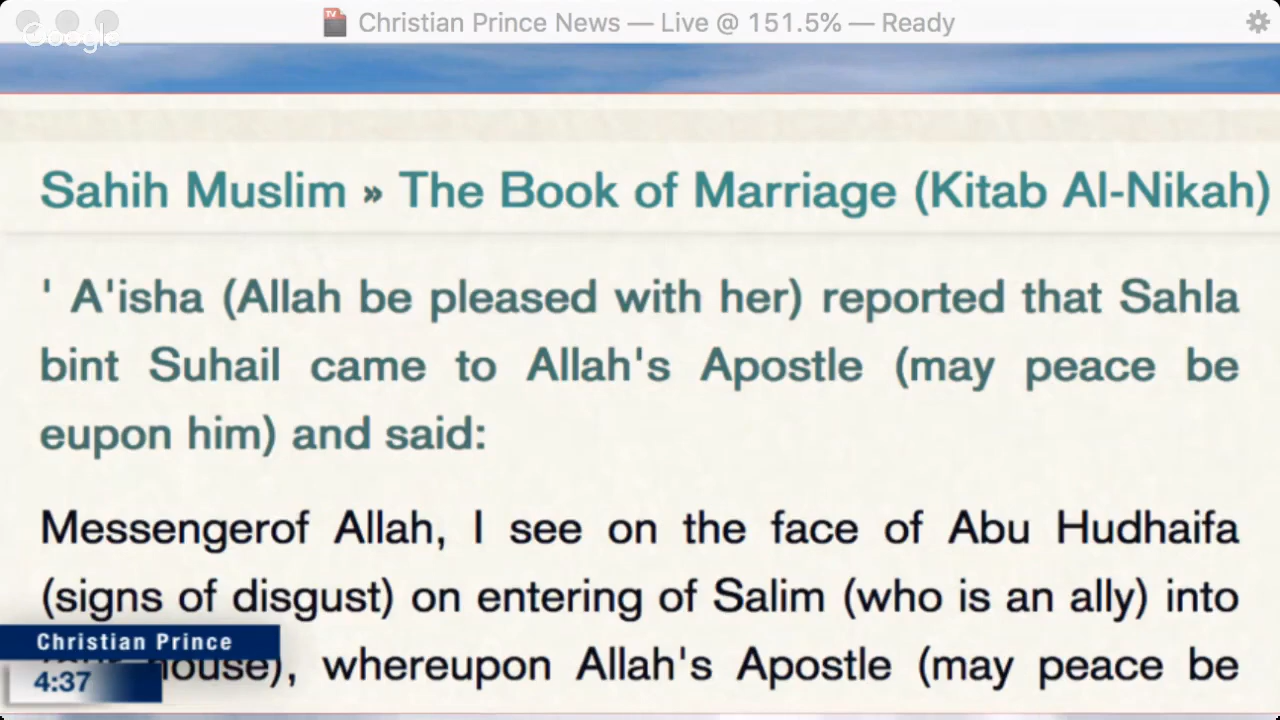 Christian Prince News — Live @ 151.5% — Ready
Google
Sahih Muslim » The Book of Marriage (Kitab Al-Nikah)
' A'isha (Allah be pleased with her) reported that Sahla
bint Suhail came to Allah's Apostle (may peace be
eupon him) and said:
Messengerof Allah, I see on the face of Abu Hudhaifa
(signs of disgust) on entering of Salim (who is an ally) into
house), whereupon Allah's Apostle (may peace be
Christian Prince
4:37